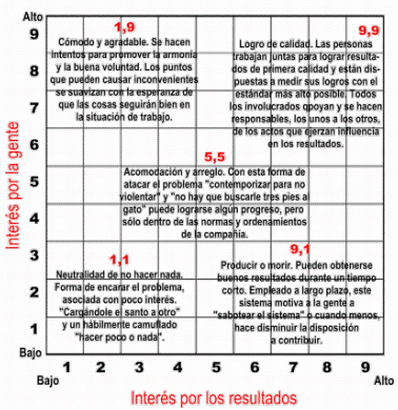 Alto
9
8
7
6
5
4
3
2
1
Bajo
Interés por la gente
1,9
Cómodo y agradable. Se hacen
intentos para promover la armonía
y la buena voluntad. Los puntos
que pueden causar inconvenientes
se suavizan con la esperanza de
que las cosas seguirán bien en
la situación de trabajo.
9,9
Logro de calidad. Las personas
trabajan juntas para lograr resulta-
dos de primera calidad y están dis-
puestas a medir sus logros con el
estándar más alto posible. Todos
los involucrados qpoyan y se hacen
responsables, los unos a los otros,
de los actos que ejerzan influencia
en los resultados.
5,5
Acomodación y arreglo. Con esta forma de
atacar el problema "contemporizar para no
violentar" y "no hay que buscarle tres pies al
gato" puede lograrse algún progreso, pero
sólo dentro de las normas y ordenamientos
de la compañía.
1,1
Neutralidad de no hacer nada.
Forma de encarar el problema,
asociada con poco interés.
"Cargándole el santo a otro"
y un hábilmente camuflado
"hacer poco o nada".
9,1
Producir o morir. Pueden obtenerse
buenos resultados durante un tiempo
corto. Empleado a largo plazo, este
sistema motiva a la gente a
"sabotear el sistema" o cuando menos,
hace disminuir la disposición
a contribuir.
1 2 3 4 5 6 7 8 9
Bajo
Alto
Interés por los resultados